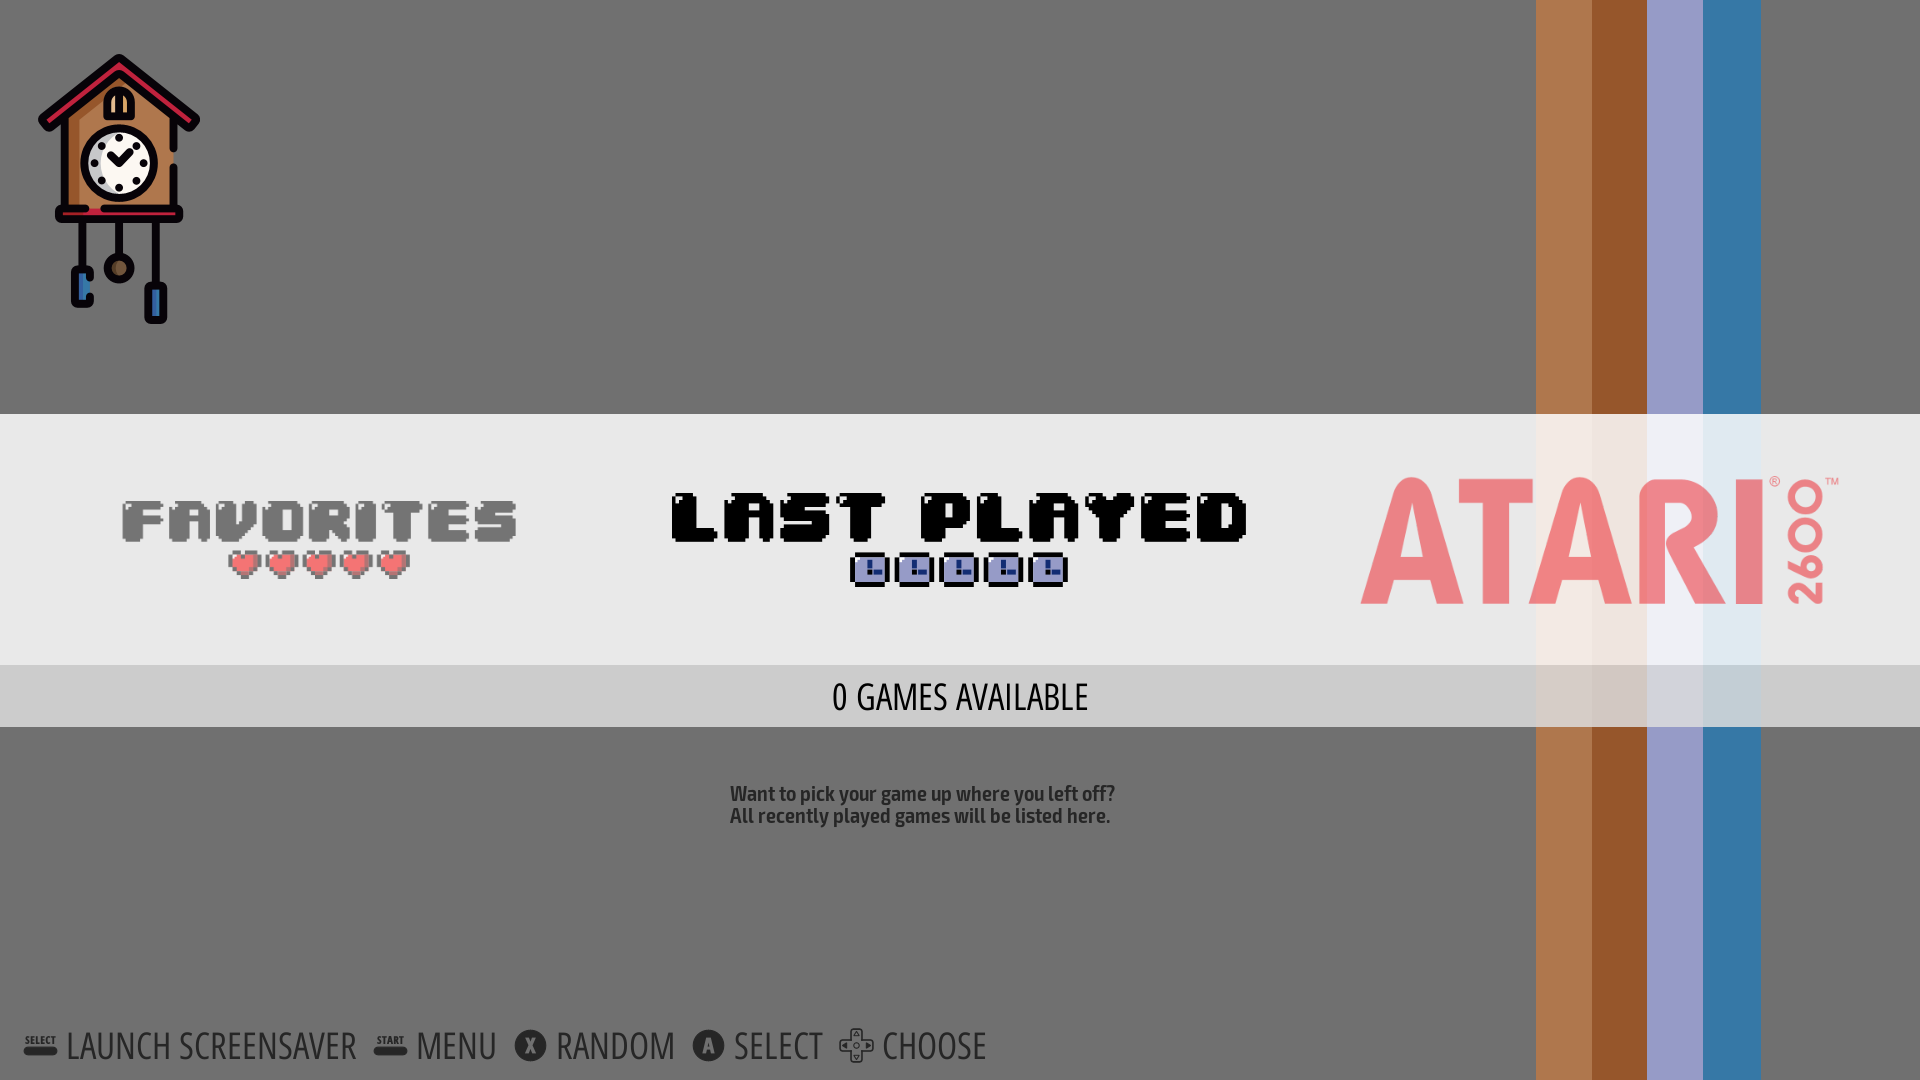 FAVORITES
LAST PLAYED
ATARI® 2600™
0 GAMES AVAILABLE
Want to pick your game up where you left off?
All recently played games will be listed here.
SELECT LAUNCH SCREENSAVER START MENU X RANDOM A SELECT CHOOSE